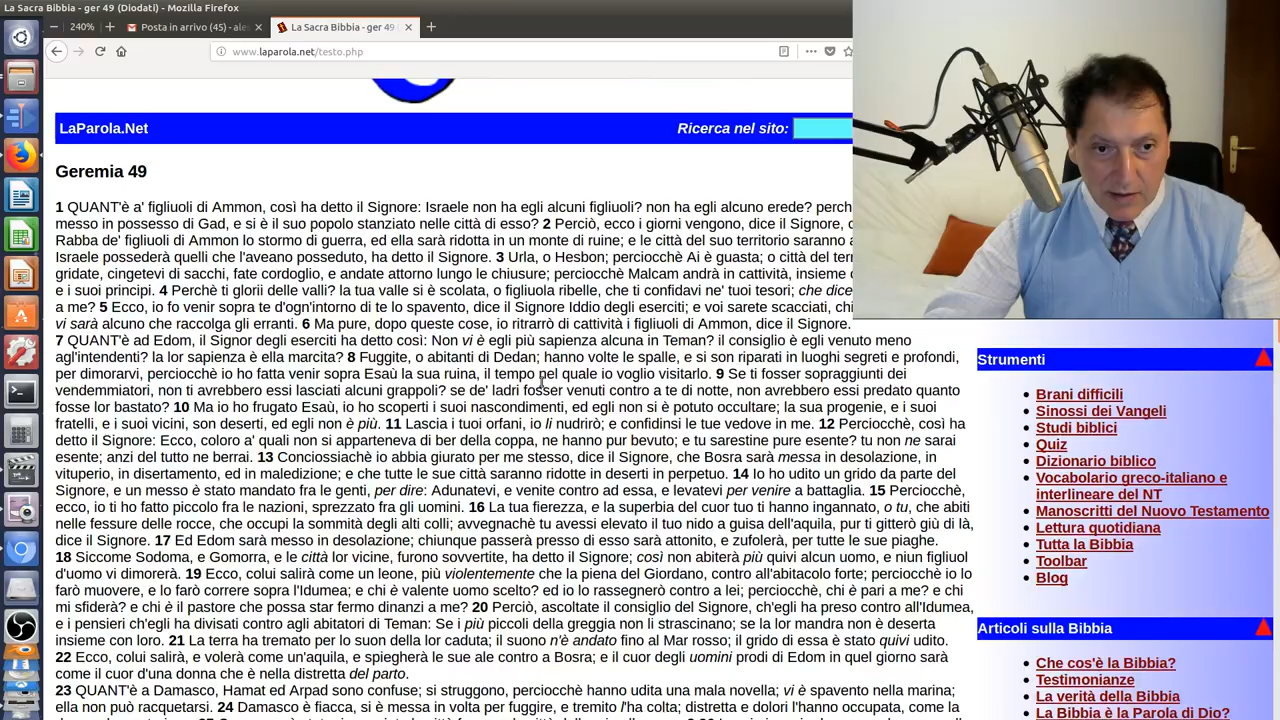 La Sacra Bibbia - ger 49 (Diodati) - Mozilla Firefox
240%
Posta in arrivo (45) - ales
La Sacra Bibbia - ger 49
www.laparola.net/testo.php
LaParola.Net
Ricerca nel sito:
Geremia 49
1 QUANT'è a' figliuoli di Ammon, così ha detto il Signore: Israele non ha egli alcuni figliuoli? non ha egli alcuno erede? perch
messo in possesso di Gad, e si è il suo popolo stanziato nelle città di esso? 2 Perciò, ecco i giorni vengono, dice il Signore, c
Rabba de' figliuoli di Ammon lo stormo di guerra, ed ella sarà ridotta in un monte di ruine; e le città del suo territorio saranno a
Israele possederà quelli che l'aveano posseduto, ha detto il Signore. 3 Urla, o Hesbon; perciocchè Ai è guasta; o città del terr
gridate, cingetevi di sacchi, fate cordoglio, e andate attorno lungo le chiusure; perciocchè Malcam andrà in cattività, insieme c
e i suoi principi. 4 Perchè ti glorii delle valli? la tua valle si è scolata, o figliuola ribelle, che ti confidavi ne' tuoi tesori; che dice
a me? 5 Ecco, io fo venir sopra te d'ogn'intorno di te lo spavento, dice il Signore Iddio degli eserciti; e voi sarete scacciati, chi
vi sarà alcuno che raccolga gli erranti. 6 Ma pure, dopo queste cose, io ritrarrò di cattività i figliuoli di Ammon, dice il Signore.
7 QUANT'è ad Edom, il Signor degli eserciti ha detto così: Non vi è egli più sapienza alcuna in Teman? il consiglio è egli venuto meno
agl'intendenti? la lor sapienza è ella marcita? 8 Fuggite, o abitanti di Dedan; hanno volte le spalle, e si son riparati in luoghi segreti e profondi,
per dimorarvi, perciocchè io ho fatta venir sopra Esaù la sua ruina, il tempo nel quale io voglio visitarlo. 9 Se ti fosser sopraggiunti dei
vendemmiatori, non ti avrebbero essi lasciati alcuni grappoli? se de' ladri fosser venuti contro a te di notte, non avrebbero essi predato quanto
fosse lor bastato? 10 Ma io ho frugato Esaù, io ho scoperti i suoi nascondimenti, ed egli non si è potuto occultare; la sua progenie, e i suoi
fratelli, e i suoi vicini, son deserti, ed egli non è più. 11 Lascia i tuoi orfani, io li nudrirò; e confidinsi le tue vedove in me. 12 Perciocchè, così ha
detto il Signore: Ecco, coloro a' quali non si apparteneva di ber della coppa, ne hanno pur bevuto; e tu sarestine pure esente? tu non ne sarai
esente; anzi del tutto ne berrai. 13 Conciossiachè io abbia giurato per me stesso, dice il Signore, che Bosra sarà messa in desolazione, in
vituperio, in disertamento, ed in maledizione; e che tutte le sue città saranno ridotte in deserti in perpetuo. 14 Io ho udito un grido da parte del
Signore, e un messo è stato mandato fra le genti, per dire: Adunatevi, e venite contro ad essa, e levatevi per venire a battaglia. 15 Perciocchè,
ecco, io ti ho fatto piccolo fra le nazioni, sprezzato fra gli uomini. 16 La tua fierezza, e la superbia del cuor tuo ti hanno ingannato, o tu, che abiti
nelle fessure delle rocce, che occupi la sommità degli alti colli; avvegnachè tu avessi elevato il tuo nido a guisa dell'aquila, pur ti gitterò giù di là,
dice il Signore. 17 Ed Edom sarà messo in desolazione; chiunque passerà presso di esso sarà attonito, e zufolerà, per tutte le sue piaghe.
18 Siccome Sodoma, e Gomorra, e le città lor vicine, furono sovvertite, ha detto il Signore; così non abiterà più quivi alcun uomo, e niun figliuol
d'uomo vi dimorerà. 19 Ecco, colui salirà come un leone, più violentemente che la piena del Giordano, contro all'abitacolo forte; perciocchè io lo
farò muovere, e lo farò correre sopra l'Idumea; e chi è valente uomo scelto? ed io lo rassegnerò contro a lei; perciocchè, chi è pari a me? e chi
mi sfiderà? e chi è il pastore che possa star fermo dinanzi a me? 20 Perciò, ascoltate il consiglio del Signore, ch'egli ha preso contro all'Idumea,
e i pensieri ch'egli ha divisati contro agli abitatori di Teman: Se i più piccoli della greggia non li strascinano; se la lor mandra non è deserta
insieme con loro. 21 La terra ha tremato per lo suon della lor caduta; il suono n'è andato fino al Mar rosso; il grido di essa è stato quivi udito.
22 Ecco, colui salirà, e volerà come un'aquila, e spiegherà le sue ale contro a Bosra; e il cuor degli uomini prodi di Edom in quel giorno sarà
come il cuor d'una donna che è nella distretta del parto.
23 QUANT'è a Damasco, Hamat ed Arpad sono confuse; si struggono, perciocchè hanno udita una mala novella; vi è spavento nella marina;
ella non può racquetarsi. 24 Damasco è fiacca, si è messa in volta per fuggire, e tremito l'ha colta; distretta e dolori l'hanno occupata, come la
Strumenti
Brani difficili
Sinossi dei Vangeli
Studi biblici
Quiz
Dizionario biblico
Vocabolario greco-italiano e
interlineare del NT
Manoscritti del Nuovo Testamento
Lettura quotidiana
Tutta la Bibbia
Toolbar
Blog
Articoli sulla Bibbia
Che cos'è la Bibbia?
Testimonianze
La verità della Bibbia
La Bibbia è la Parola di Dio?